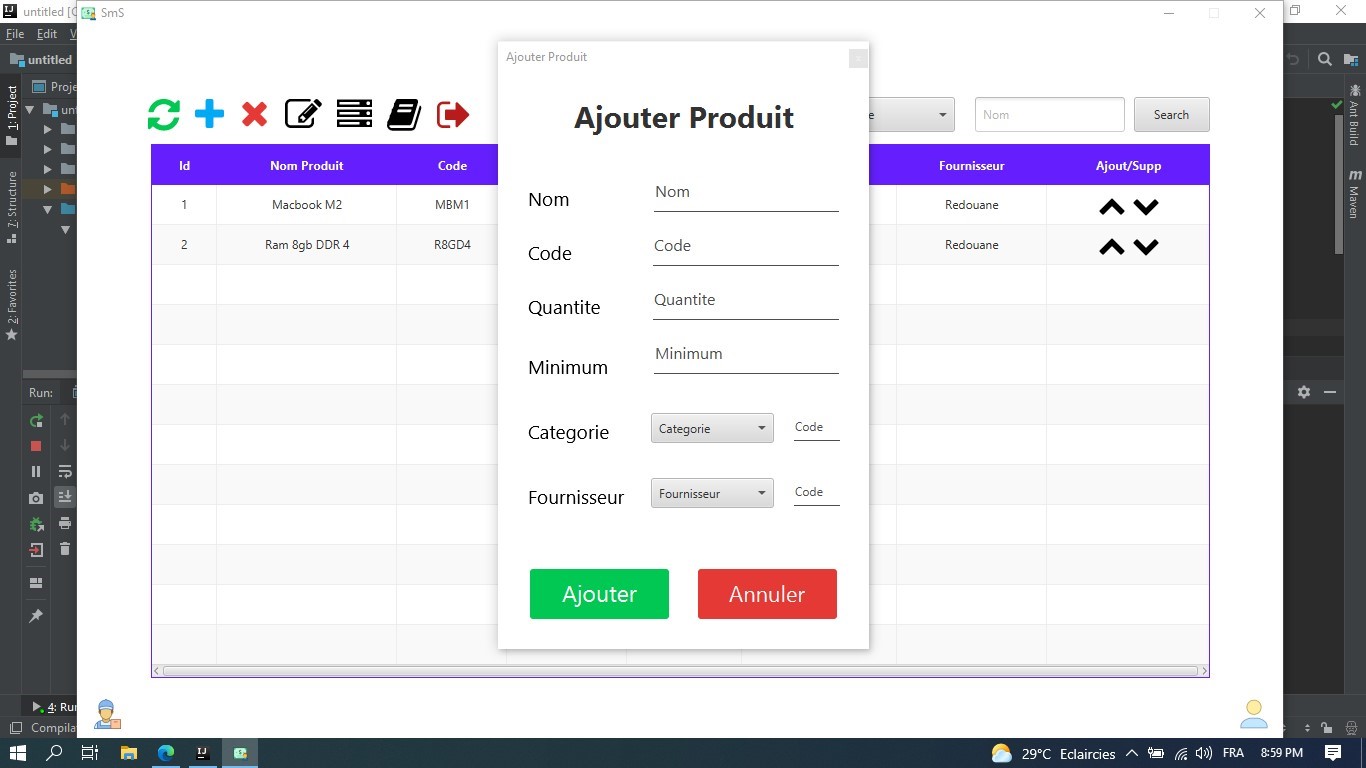 untitled [
SmS
File Edit V
untitled
Ajouter Produit
1: Project
Proje
Ajouter Produit
e
Nom
Search
Ant Build
Id Nom Produit Code Fournisseur Ajout/Supp
1 Macbook M2 MBM1 Redouane
2 Ram 8gb DDR 4 R8GD4 Redouane
m Maven
7: Structure
2: Favorites
Nom Nom
Code Code
Quantite Quantite
Minimum Minimum
Run:
Categorie Categorie Code
Fournisseur Fournisseur Code
Ajouter Annuler
4: Run
Compila
29°C Eclaircies FRA 8:59 PM